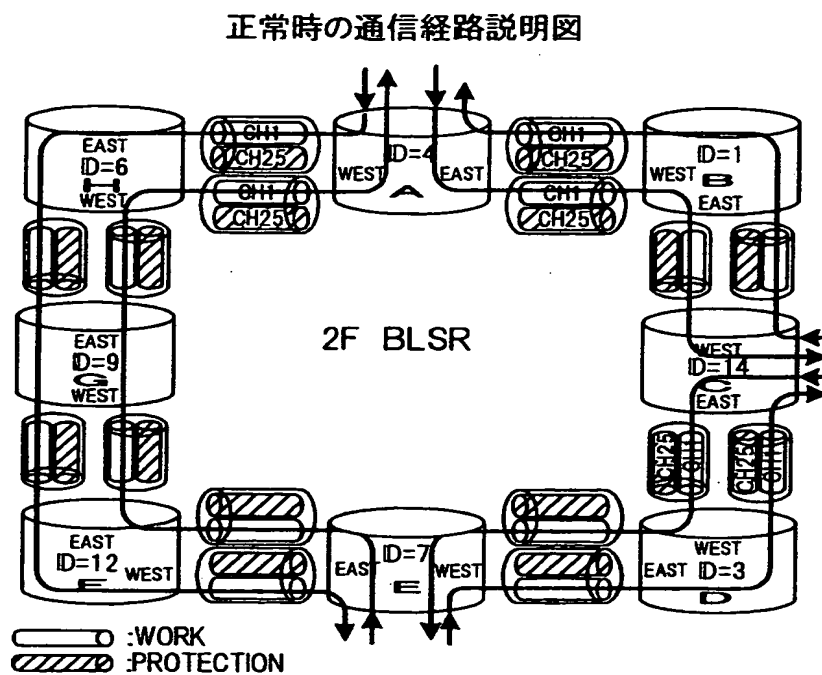 正常時の通信経路説明図
EAST
ID=6
H
WEST
CH1
CH25
CH1
CH25
ID=4
WEST
EAST
A
CH1
CH25
CH1
CH25
ID=1
WEST
B
EAST
EAST
ID=9
G
WEST
2F BLSR
WEST
ID=14
C
EAST
CH25
CH1
CH25
CH1
EAST
ID=12
WEST
F
ID=7
EAST
WEST
E
WEST
EAST
ID=3
D
:WORK
:PROTECTION